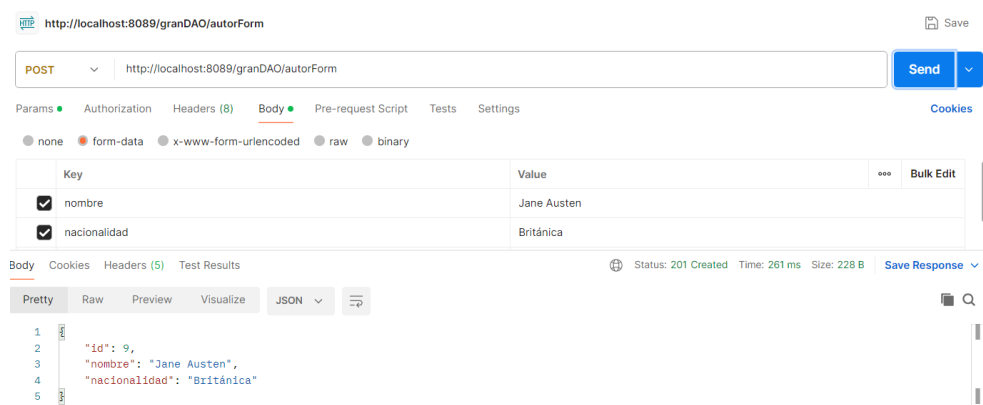 HTTP http://localhost:8089/granDAO/autorForm Save
POST http://localhost:8089/granDAO/autorForm Send
Params Authorization Headers (8) Body Pre-request Script Tests Settings Cookies
none form-data x-www-form-urlencoded raw binary
Key Value ooo Bulk Edit
nombre Jane Austen
nacionalidad Británica
Body Cookies Headers (5) Test Results Status: 201 Created Time: 261 ms Size: 228 B Save Response
Pretty Raw Preview Visualize JSON
1 {
2 "id": 9,
3 "nombre": "Jane Austen",
4 "nacionalidad": "Británica"
5 }